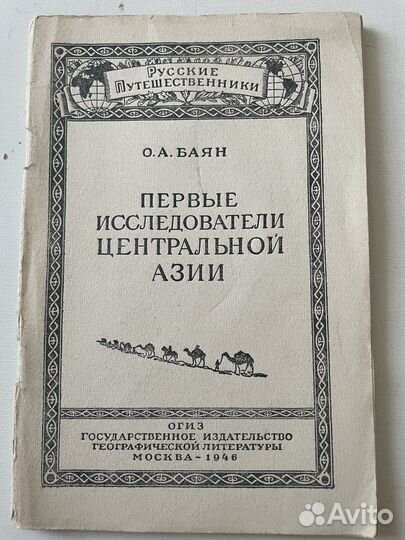 Русские
Путешественники
О.А. БАЯН
ПЕРВЫЕ
ИССЛЕДОВАТЕЛИ
ЦЕНТРАЛЬНОЙ
АЗИИ
ОГИЗ
ГОСУДАРСТВЕННОЕ ИЗДАТЕЛЬСТВО
ГЕОГРАФИЧЕСКОЙ ЛИТЕРАТУРЫ
МОСКВА ~ 1946
Avito